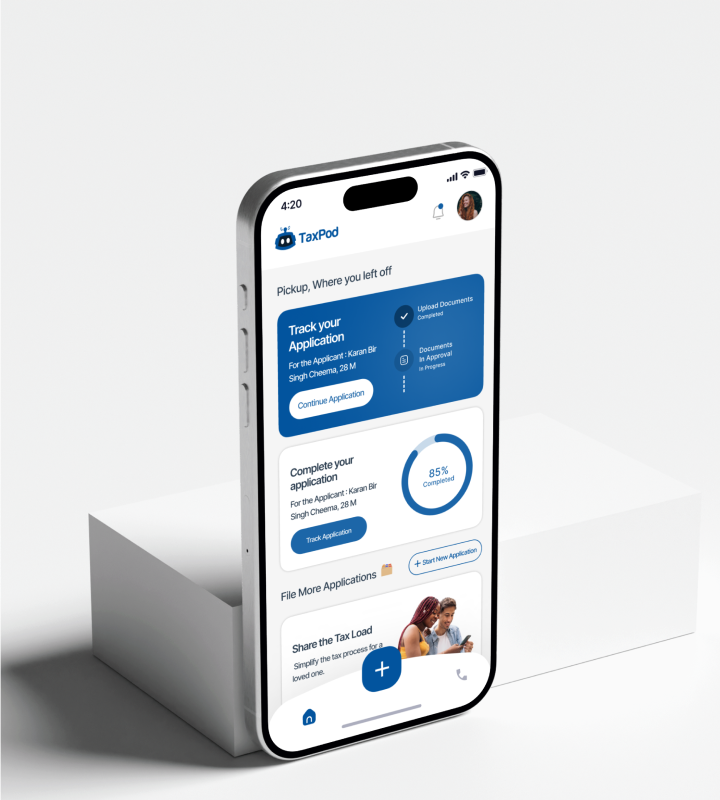 4:20
TaxPod
Pickup, Where you left off
Track your
Application
For the Applicant : Karan Bir
Singh Cheema, 28 M
Continue Application
Upload Documents
Completed
Documents
In Approval
In Progress
Complete your
application
For the Applicant : Karan Bir
Singh Cheema, 28 M
Track Application
85%
Completed
File More Applications
+ Start New Application
Share the Tax Load
Simplify the tax process for a
loved one.